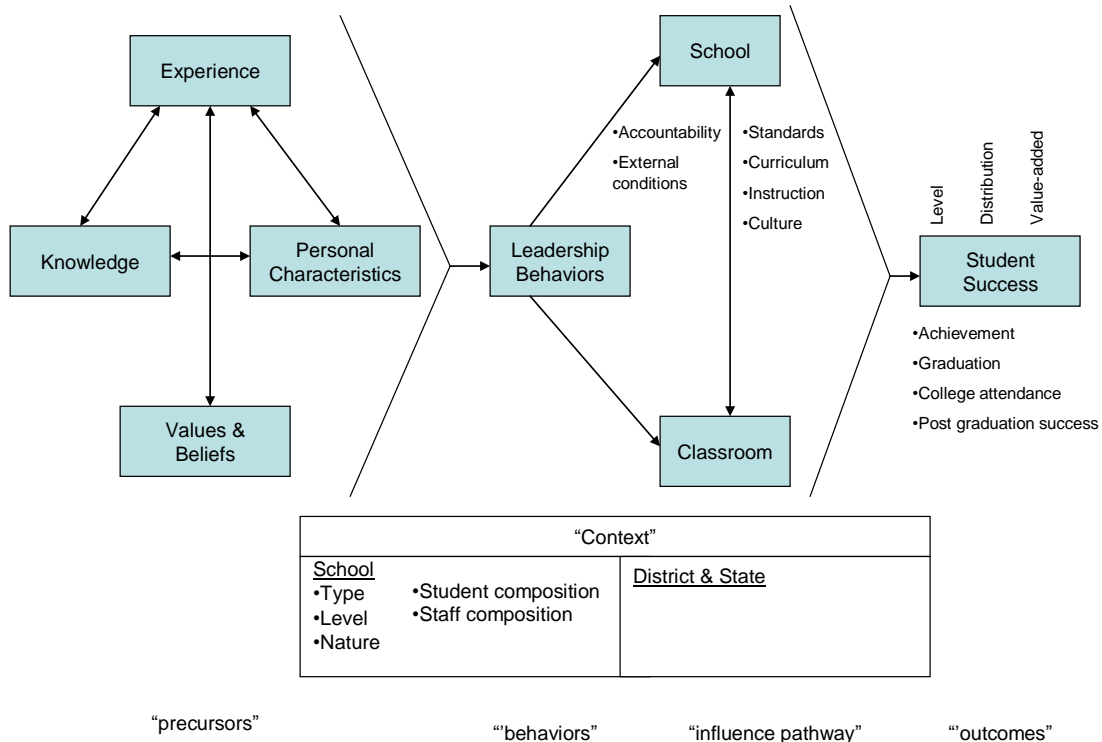 Experience
Knowledge
Personal
Characteristics
Values &
Beliefs
Leadership
Behaviors
School
•Accountability
•External
conditions
•Standards
•Curriculum
•Instruction
•Culture
Classroom
Level
Distribution
Value-added
Student
Success
•Achievement
•Graduation
•College attendance
•Post graduation success
“Context”
School
•Type
•Level
•Nature
•Student composition
•Staff composition
District & State
“precursors”
“’behaviors”
“influence pathway”
“’outcomes”